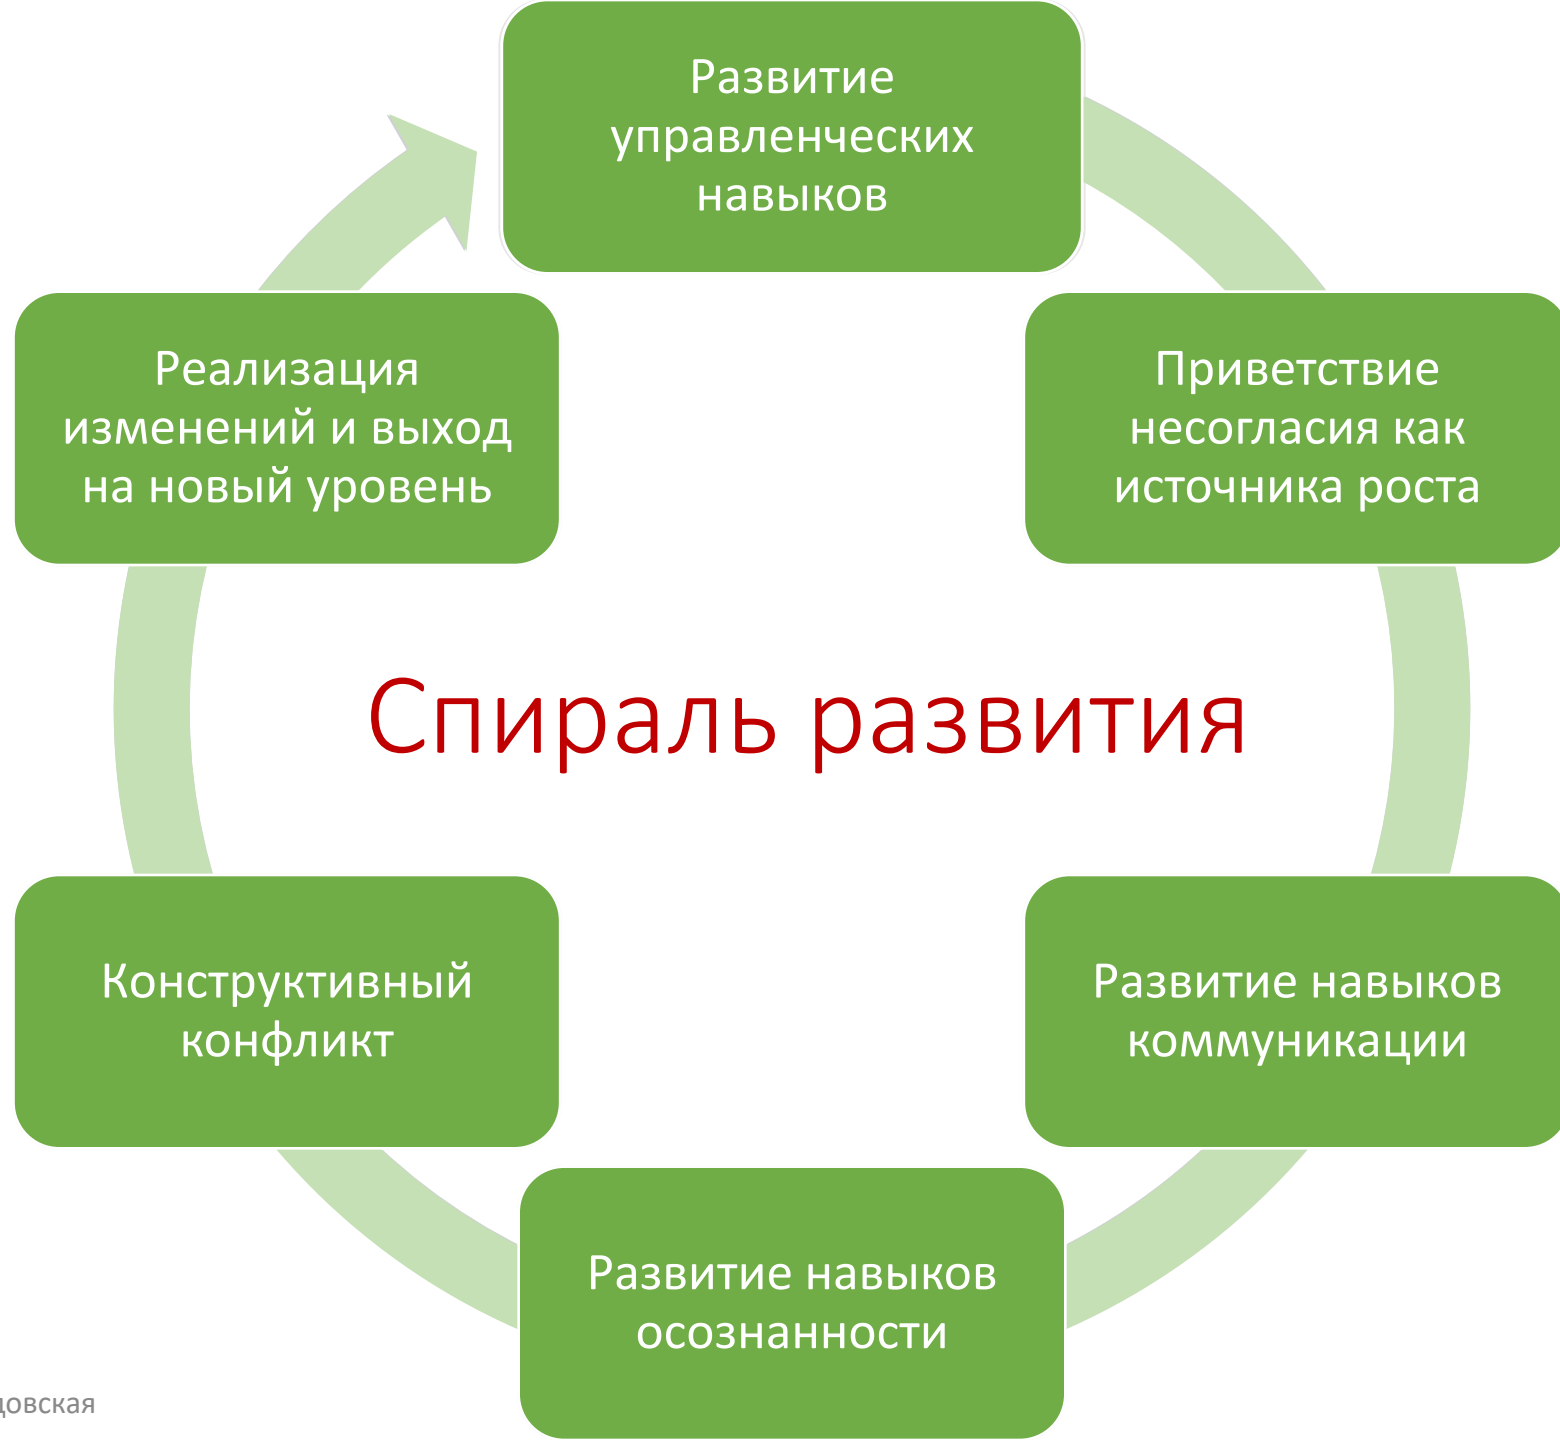 Развитие
управленческих
навыков
Приветствие
несогласия как
источника роста
Развитие навыков
коммуникации
Развитие навыков
осознанности
Конструктивный
конфликт
Реализация
изменений и выход
на новый уровень
Спираль развития